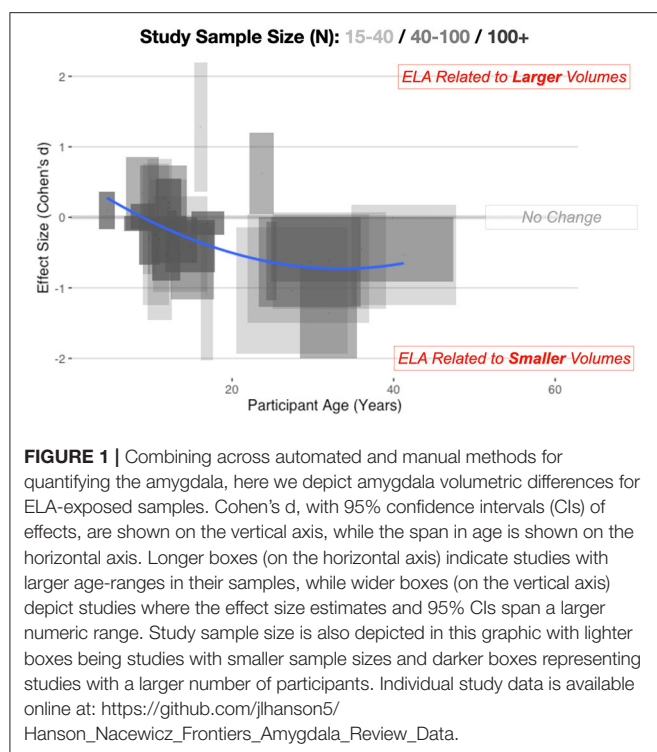 Study Sample Size (N): 15-40 / 40-100 / 100+
2
ELA Related to Larger Volumes
1
Effect Size (Cohen's d)
0
No Change
-1
-2
ELA Related to Smaller Volumes
20
40
60
Participant Age (Years)
FIGURE 1 | Combining across automated and manual methods for
quantifying the amygdala, here we depict amygdala volumetric differences for
ELA-exposed samples. Cohen's d, with 95% confidence intervals (CIs) of
effects, are shown on the vertical axis, while the span in age is shown on the
horizontal axis. Longer boxes (on the horizontal axis) indicate studies with
larger age-ranges in their samples, while wider boxes (on the vertical axis)
depict studies where the effect size estimates and 95% CIs span a larger
numeric range. Study sample size is also depicted in this graphic with lighter
boxes being studies with smaller sample sizes and darker boxes representing
studies with a larger number of participants. Individual study data is available
online at: https://github.com/jlhanson5/
Hanson_Nacewicz_Frontiers_Amygdala_Review_Data.